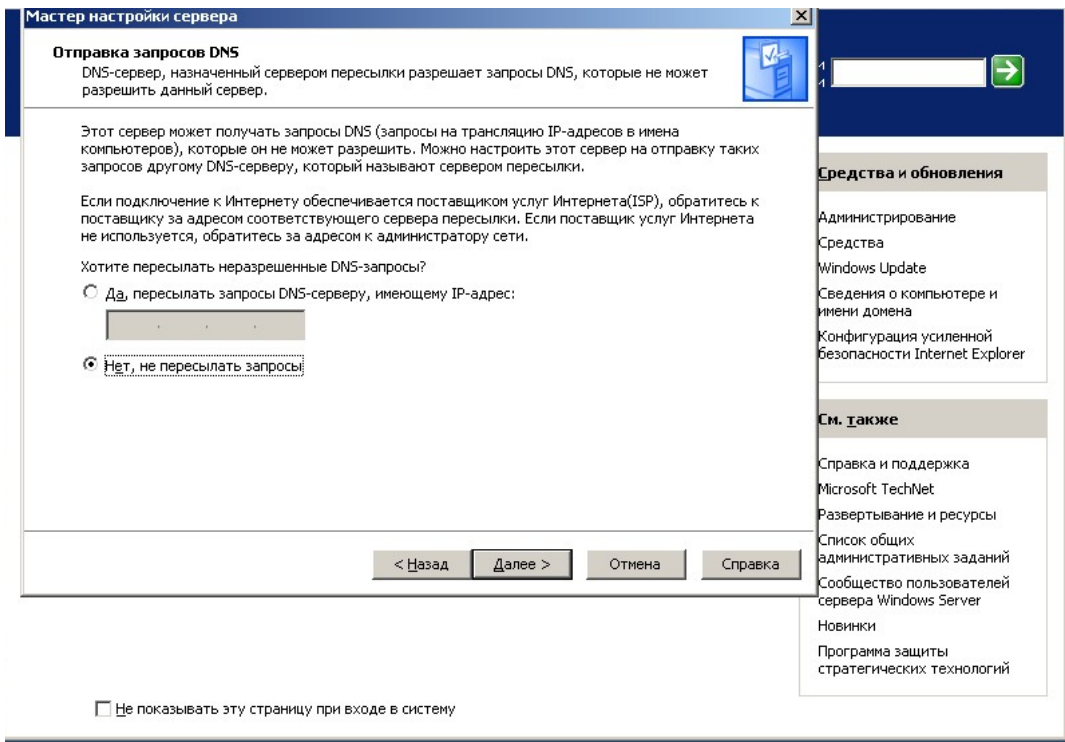 Мастер настройки сервера
Отправка запросов DNS
DNS-сервер, назначенный сервером пересылки разрешает запросы DNS, которые не может
разрешить данный сервер.
Этот сервер может получать запросы DNS (запросы на трансляцию IP-адресов в имена
компьютеров), которые он не может разрешить. Можно настроить этот сервер на отправку таких
запросов другому DNS-серверу, который называют сервером пересылки.
Если подключение к Интернету обеспечивается поставщиком услуг Интернета(ISP), обратитесь к
поставщику за адресом соответствующего сервера пересылки. Если поставщик услуг Интернета
не используется, обратитесь за адресом к администратору сети.
Хотите пересылать неразрешенные DNS-запросы?
Да, пересылать запросы DNS-серверу, имеющему IP-адрес:
. . .
Нет, не пересылать запросы
< Назад Далее > Отмена Справка
Средства и обновления
Администрирование
Средства
Windows Update
Сведения о компьютере и
имени домена
Конфигурация усиленной
безопасности Internet Explorer
См. также
Справка и поддержка
Microsoft TechNet
Развертывание и ресурсы
Список общих
административных заданий
Сообщество пользователей
сервера Windows Server
Новинки
Программа защиты
стратегических технологий
Не показывать эту страницу при входе в систему